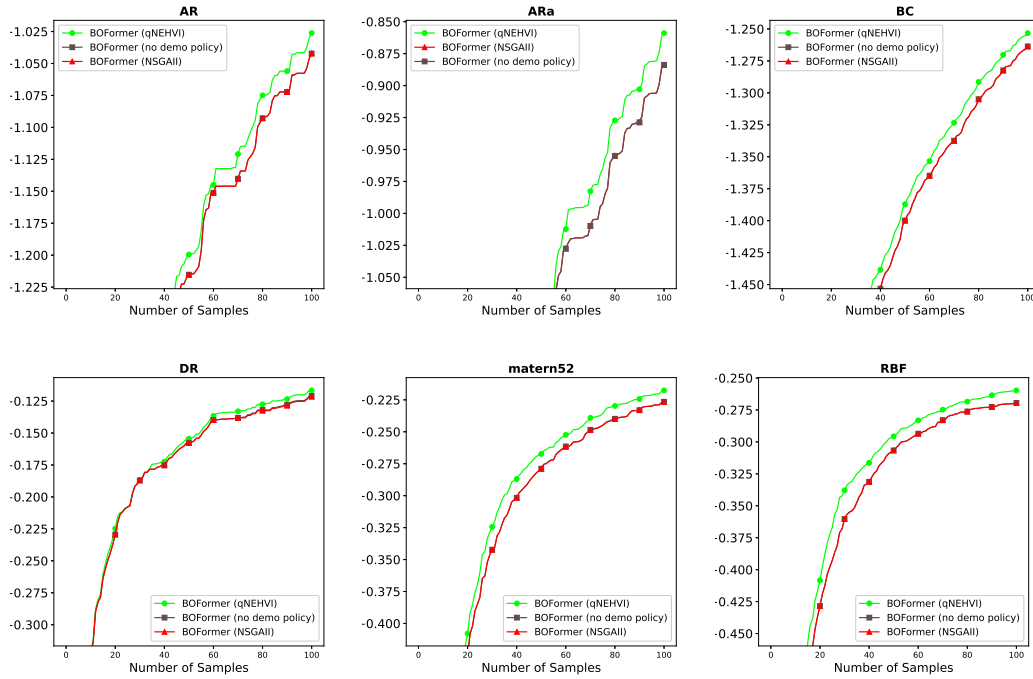 AR
-1.025
-1.050
-1.075
-1.100
-1.125
-1.150
-1.175
-1.200
-1.225
BOFormer (qNEHVI)
BOFormer (no demo policy)
BOFormer (NSGAII)
0 20 40 60 80 100
Number of Samples
ARa
-0.850
-0.875
-0.900
-0.925
-0.950
-0.975
-1.000
-1.025
-1.050
BOFormer (qNEHVI)
BOFormer (NSGAII)
BOFormer (no demo policy)
0 20 40 60 80 100
Number of Samples
BC
-1.250
-1.275
-1.300
-1.325
-1.350
-1.375
-1.400
-1.425
-1.450
BOFormer (qNEHVI)
BOFormer (no demo policy)
BOFormer (NSGAII)
0 20 40 60 80 100
Number of Samples
DR
-0.125
-0.150
-0.175
-0.200
-0.225
-0.250
-0.275
-0.300
BOFormer (qNEHVI)
BOFormer (no demo policy)
BOFormer (NSGAII)
0 20 40 60 80 100
Number of Samples
matern52
-0.225
-0.250
-0.275
-0.300
-0.325
-0.350
-0.375
-0.400
BOFormer (qNEHVI)
BOFormer (no demo policy)
BOFormer (NSGAII)
0 20 40 60 80 100
Number of Samples
RBF
-0.250
-0.275
-0.300
-0.325
-0.350
-0.375
-0.400
-0.425
-0.450
BOFormer (qNEHVI)
BOFormer (no demo policy)
BOFormer (NSGAII)
0 20 40 60 80 100
Number of Samples